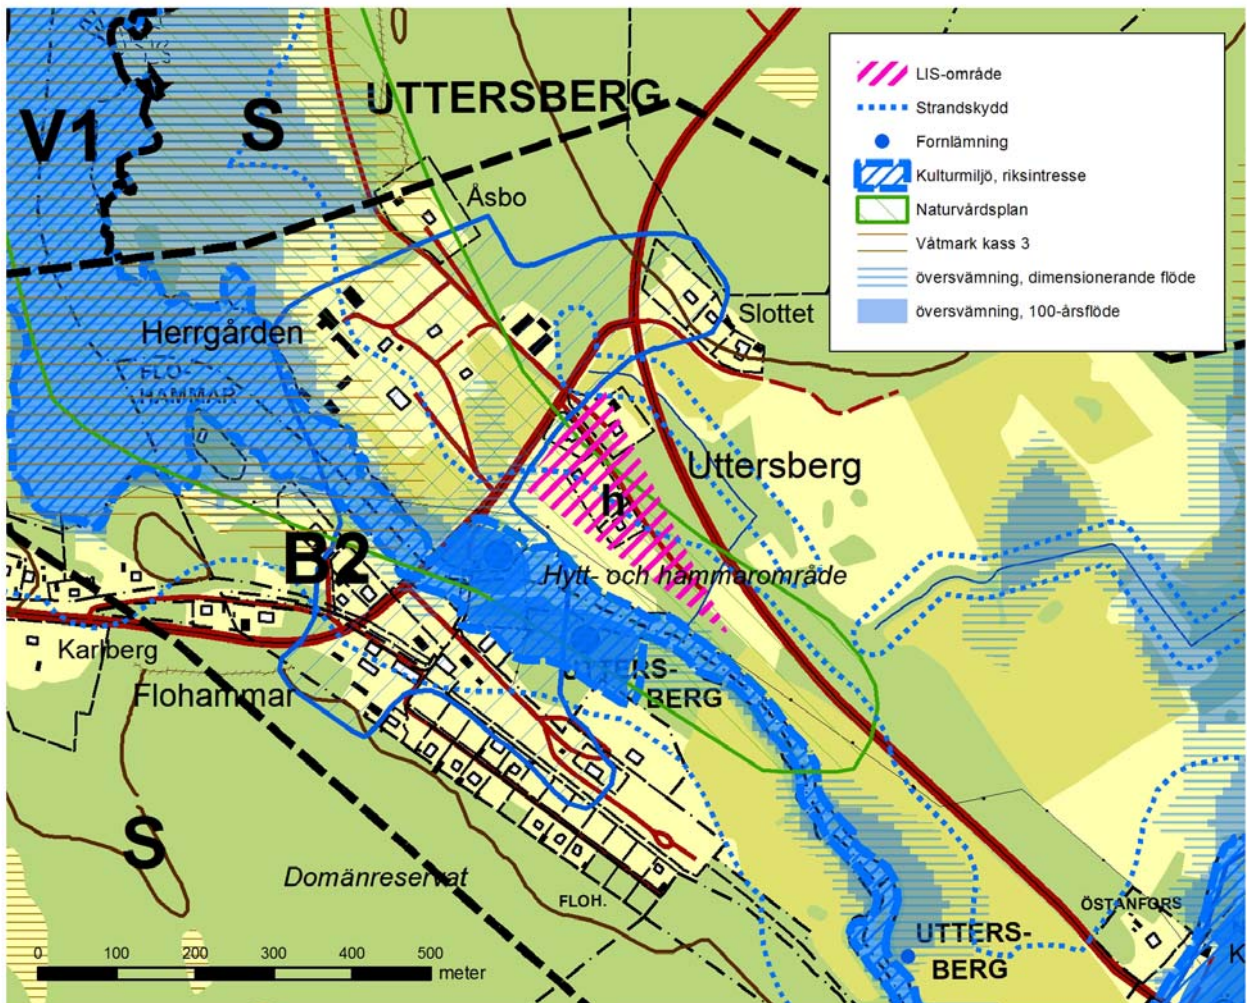 V1
S
UTTERSBERG
Åsbo
Herrgården
FLO-
HAMMAR
Slottet
LIS-område
Strandskydd
Fornlämning
Kulturmiljö, riksintresse
Naturvårdsplan
Våtmark kass 3
översvämning, dimensionerande flöde
översvämning, 100-årsflöde
Uttersberg
h
B2
Hytt- och hammarområde
Karlberg
Flohammar
UTTERS-
BERG
S
Domänreservat
FLOH.
ÖSTANFORS
UTTERS-
BERG
K
0 100 200 300 400 500
meter